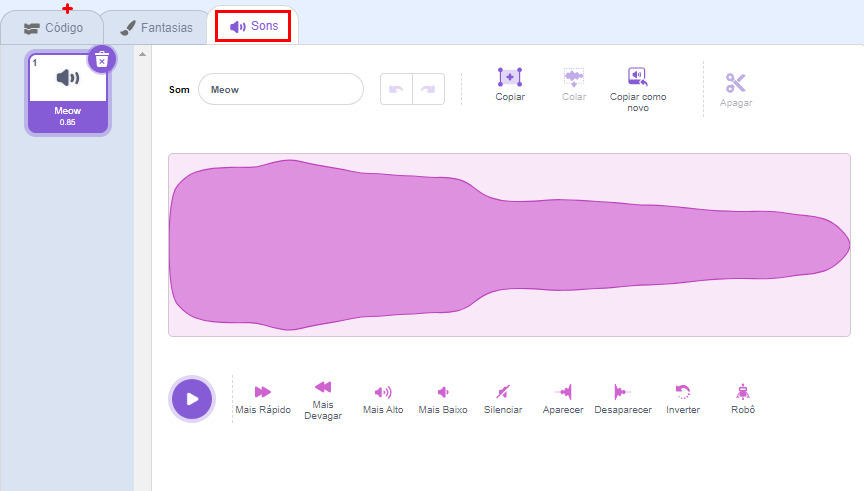 Código
Fantasias
Sons
1
Meow
0.85
Som
Meow
Copiar
Colar
Copiar como
novo
Apagar
Mais Rápido
Mais
Devagar
Mais Alto
Mais Baixo
Silenciar
Aparecer
Desaparecer
Inverter
Robô